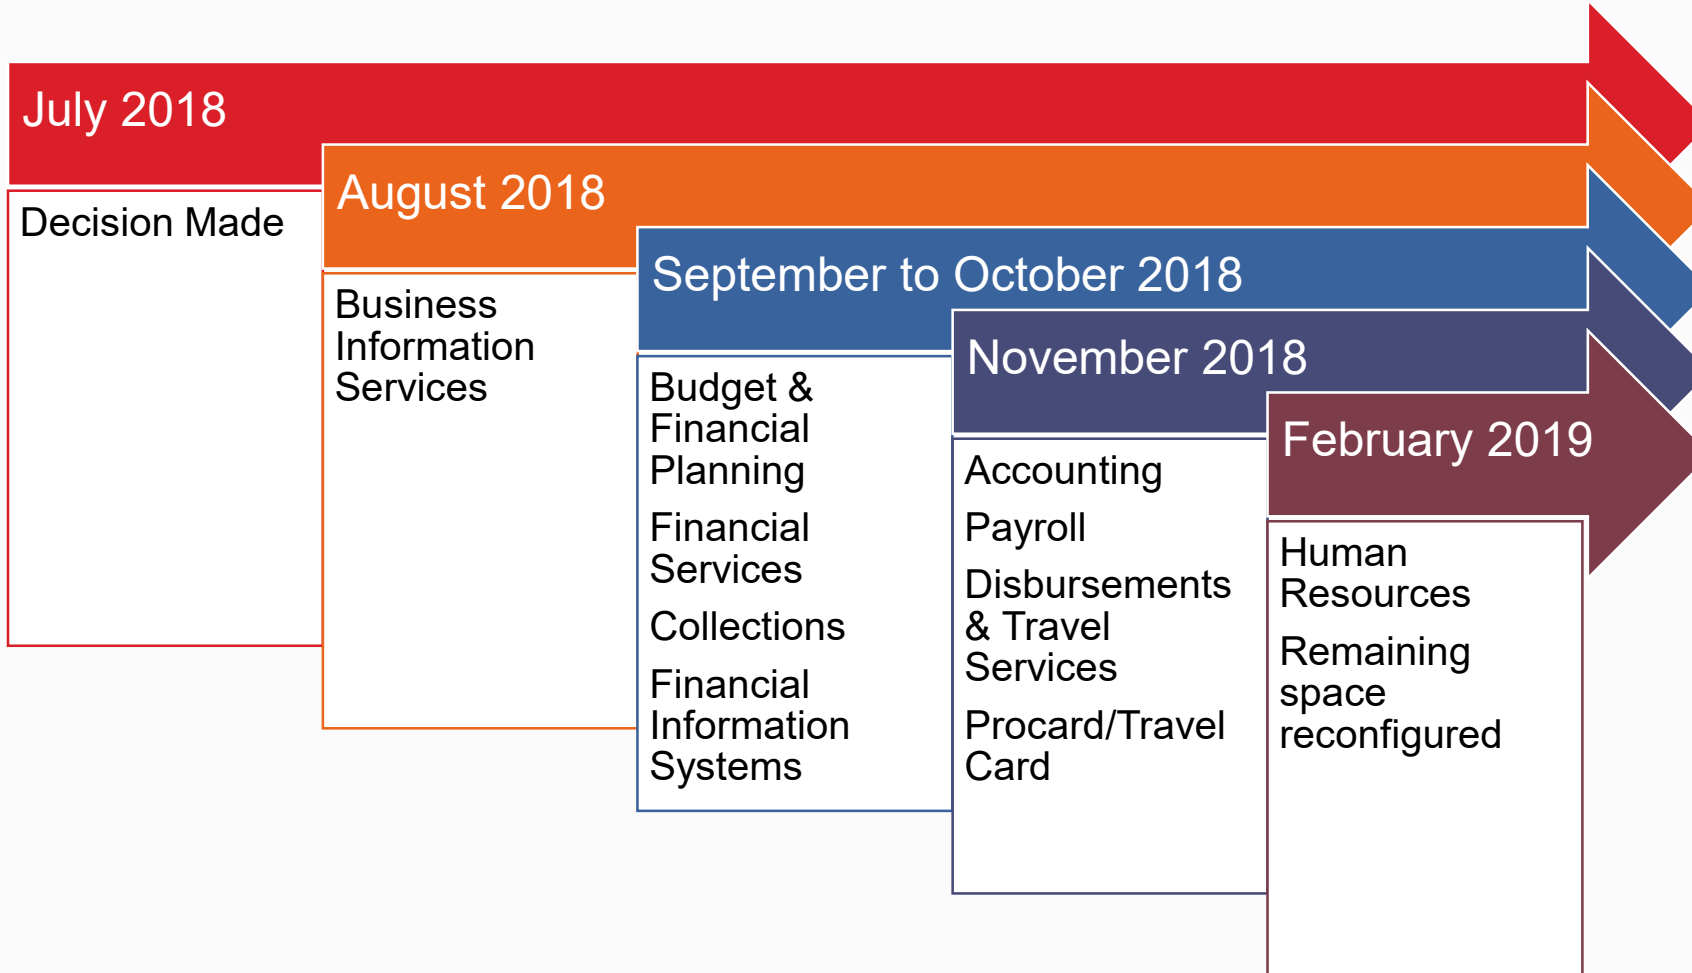 July 2018
Decision Made
August 2018
Business
Information
Services
September to October 2018
Budget &
Financial
Planning
Financial
Services
Collections
Financial
Information
Systems
November 2018
Accounting
Payroll
Disbursements
& Travel
Services
Procard/Travel
Card
February 2019
Human
Resources
Remaining
space
reconfigured